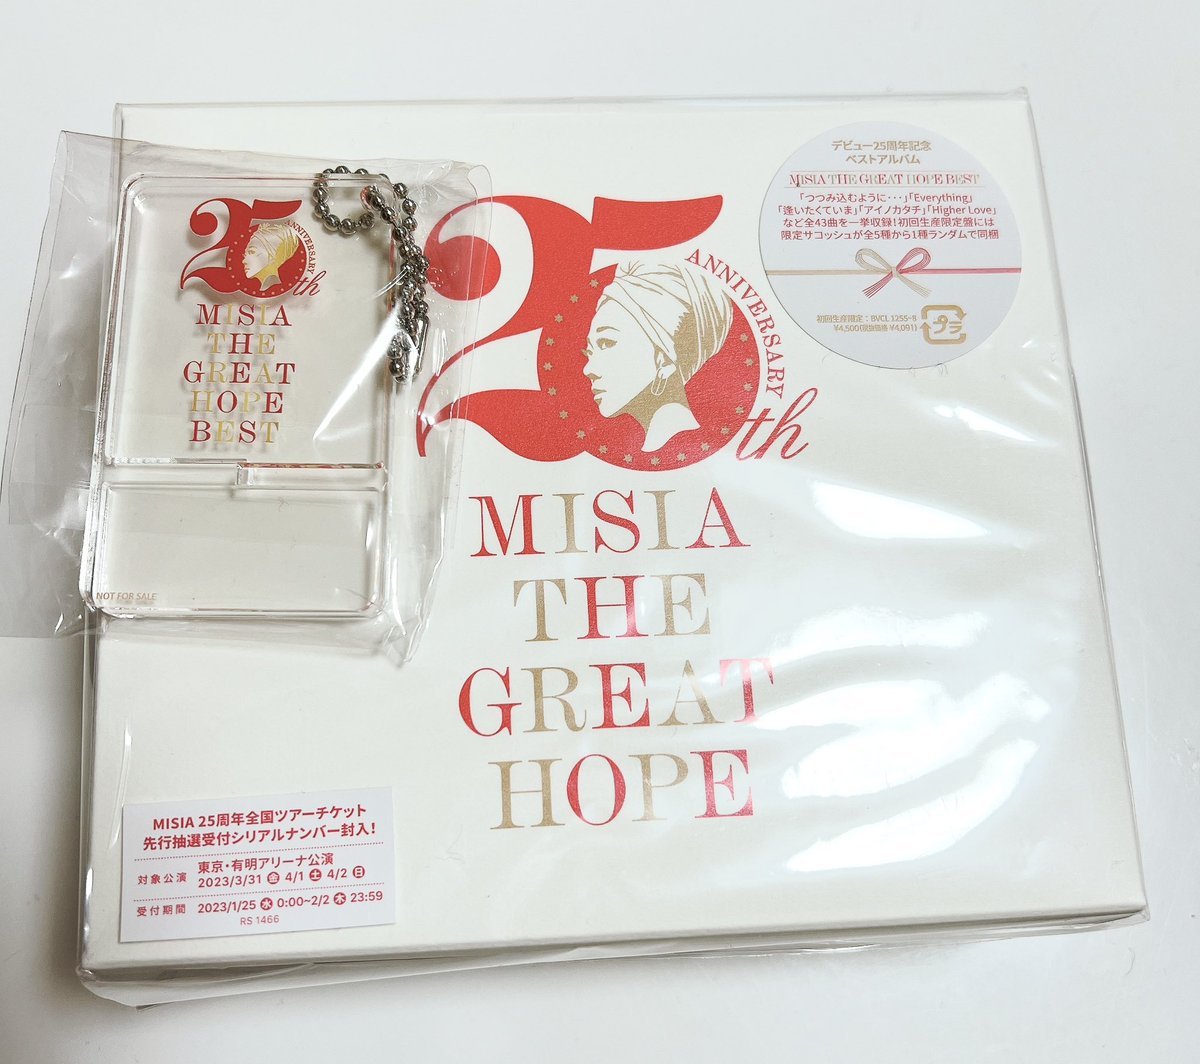 25
ANNIVERSARY
th
MISIA
THE
GREAT
HOPE
BEST
NOT FOR SALE
デビュー25周年記念
ベストアルバム
MISIA THE GREAT HOPE BEST
「つつみ込むように･･･」「Everything」
「逢いたくていま」「アイノカタチ」「Higher Love」
など全43曲を一挙収録!初回生産限定盤には
限定サコッシュが全5種から1種ランダムで同梱
初回生産限定：BVCL 1255~8
¥4,500(税抜価格 ¥4,091)
プラ
25
ANNIVERSARY
th
MISIA
THE
GREAT
HOPE
MISIA 25周年全国ツアーチケット
先行抽選受付シリアルナンバー封入!
対象公演 東京・有明アリーナ公演
2023/3/31 金 4/1 土 4/2 日
受付期間 2023/1/25 水 0:00~2/2 木 23:59
RS 1466